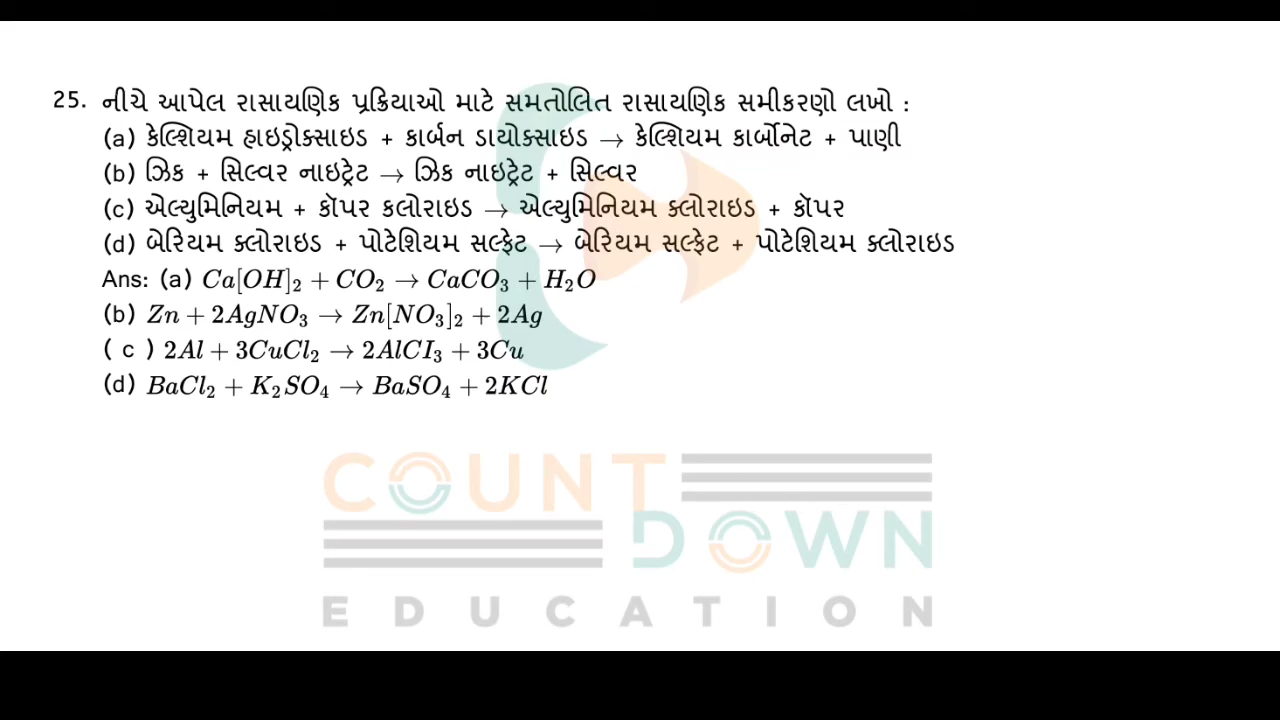 25. નીચે આપેલ રાસાયણિક પ્રક્રિયાઓ માટે સમતોલિત રાસાયણિક સમીકરણો લખો :
(a) કેલ્શિયમ હાઇડ્રોક્સાઇડ + કાર્બન ડાયોક્સાઇડ → કેલ્શિયમ કાર્બોનેટ + પાણી
(b) ઝિંક + સિલ્વર નાઇટ્રેટ → ઝિંક નાઇટ્રેટ + સિલ્વર
(c) એલ્યુમિનિયમ + કૉપર કલોરાઇડ → એલ્યુમિનિયમ ક્લોરાઇડ + કૉપર
(d) બેરિયમ ક્લોરાઇડ + પોટેશિયમ સલ્ફેટ → બેરિયમ સલ્ફેટ + પોટેશિયમ ક્લોરાઇડ
Ans: (a) Ca[OH]₂ + CO₂ → CaCO₃ + H₂O
(b) Zn + 2AgNO₃ → Zn[NO₃]₂ + 2Ag
( c ) 2Al + 3CuCl₂ → 2AlCI₃ + 3Cu
(d) BaCl₂ + K₂SO₄ → BaSO₄ + 2KCl
COUNT
DOWN
EDUCATION